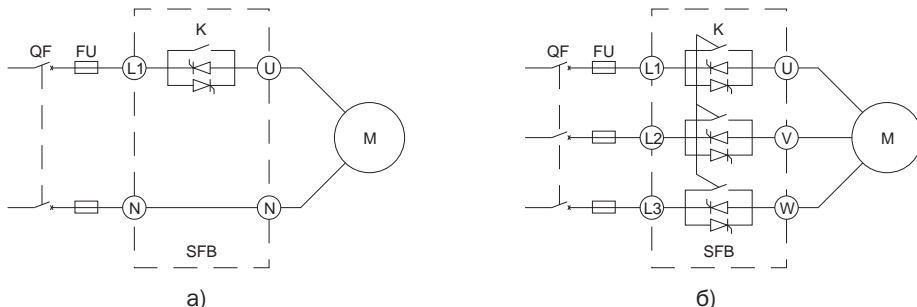 K
QF FU L1 U
M
N N
SFB
а)
K
QF FU L1 U
L2 V M
L3 W
SFB
б)